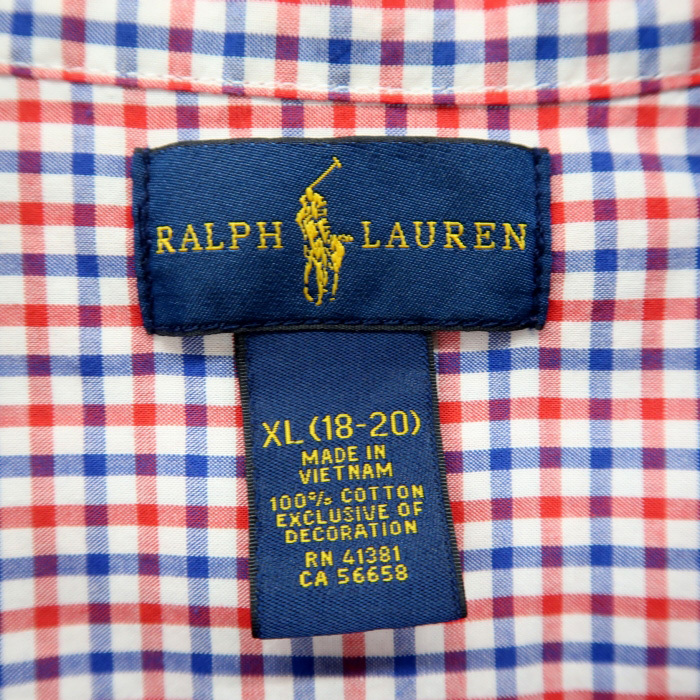 RALPH LAUREN
XL (18-20)
MADE IN
VIETNAM
100% COTTON
EXCLUSIVE OF
DECORATION
RN 41381
CA 56658